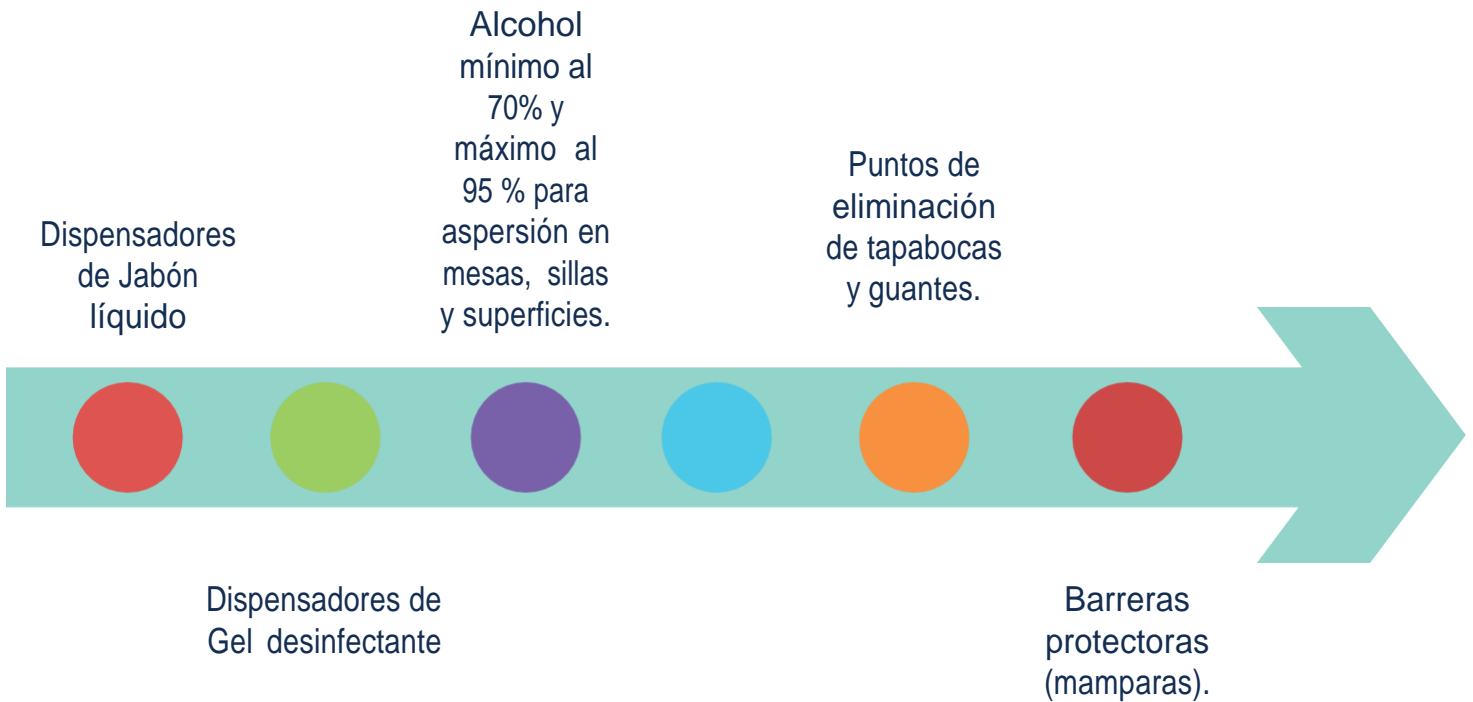 Dispensadores
de Jabón
líquido
Dispensadores de
Gel desinfectante
Alcohol
mínimo al
70% y
máximo al
95 % para
aspersión en
mesas, sillas
y superficies.
Puntos de
eliminación
de tapabocas
y guantes.
Barreras
protectoras
(mamparas).